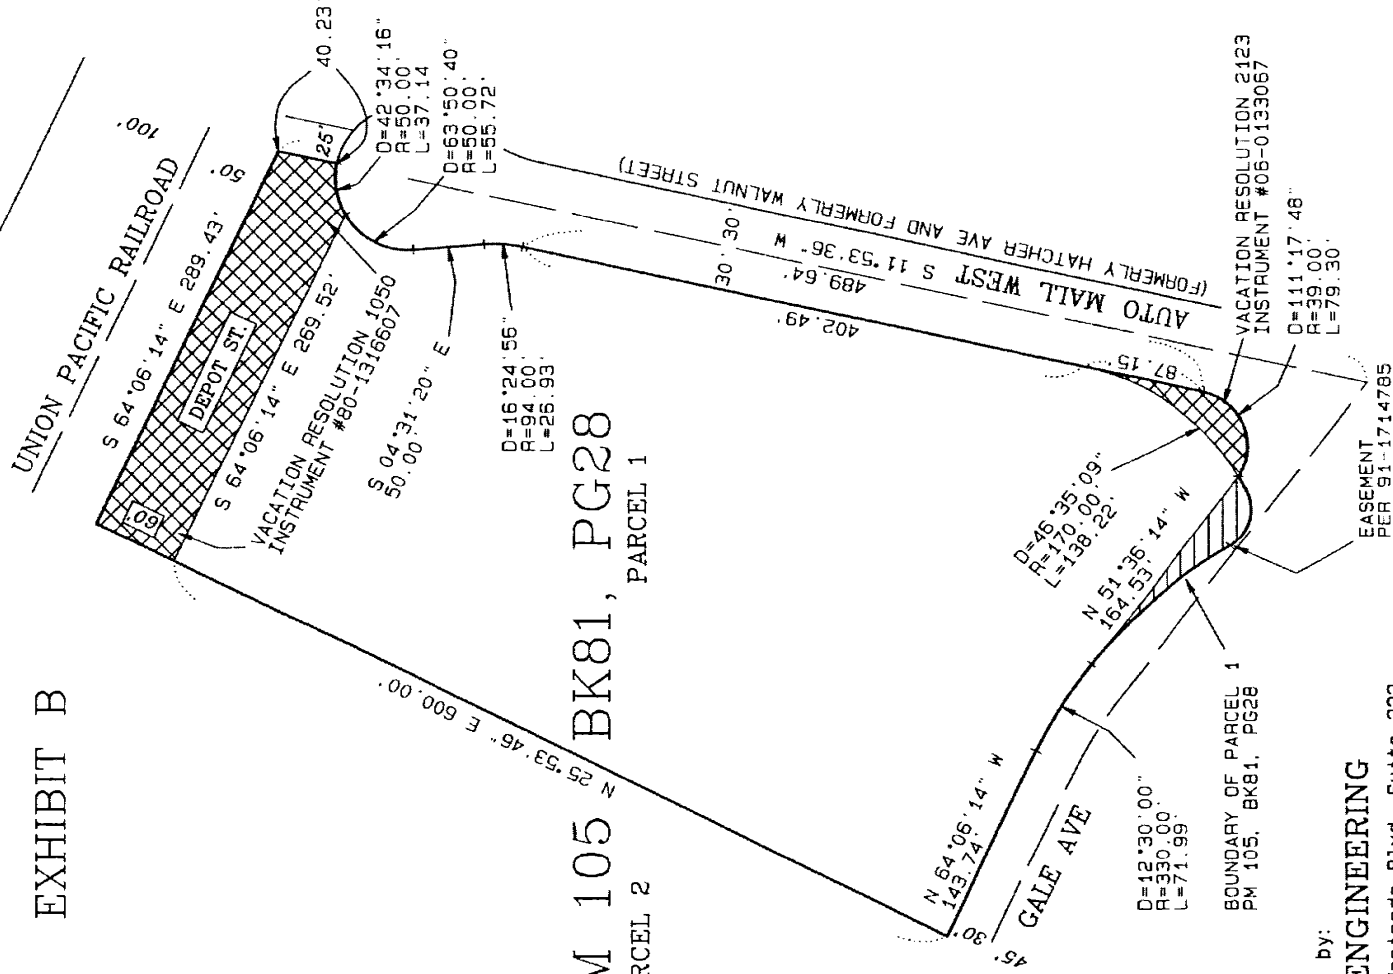 EXHIBIT B
UNION PACIFIC RAILROAD
100'
50'
S 64°06'14" E 289.43'
DEPOT ST.
60'
S 64°06'14" E 269.52'
VACATION RESOLUTION 1050
INSTRUMENT #80-1316607
25'
40.23'
D=42°34'16"
R=50.00'
L=37.14
D=63°50'40"
R=50.00'
L=55.72'
S 04°31'20" E
50.00'
D=16°24'56"
R=94.00'
L=26.93'
(FORMERLY HATCHER AVE AND FORMERLY WALNUT STREET)
AUTO MALL WEST S 11°53'36" W
489.64'
30'
30'
402.49'
87.15
N 25°53'46" E 600.00'
M 105 BK81, PG28
PARCEL 1
RCEL 2
VACATION RESOLUTION 2123
INSTRUMENT #06-0133067
D=111°17'48"
R=39.00'
L=79.30'
D=46°35'09"
R=170.00'
L=138.22'
N 51°36'14" W
164.53'
EASEMENT
PER 91-1714785
N 64°06'14" W
143.74'
GALE AVE
30'
45'
D=12°30'00"
R=330.00'
L=71.99'
BOUNDARY OF PARCEL 1
PM 105, BK81, PG28
by:
ENGINEERING